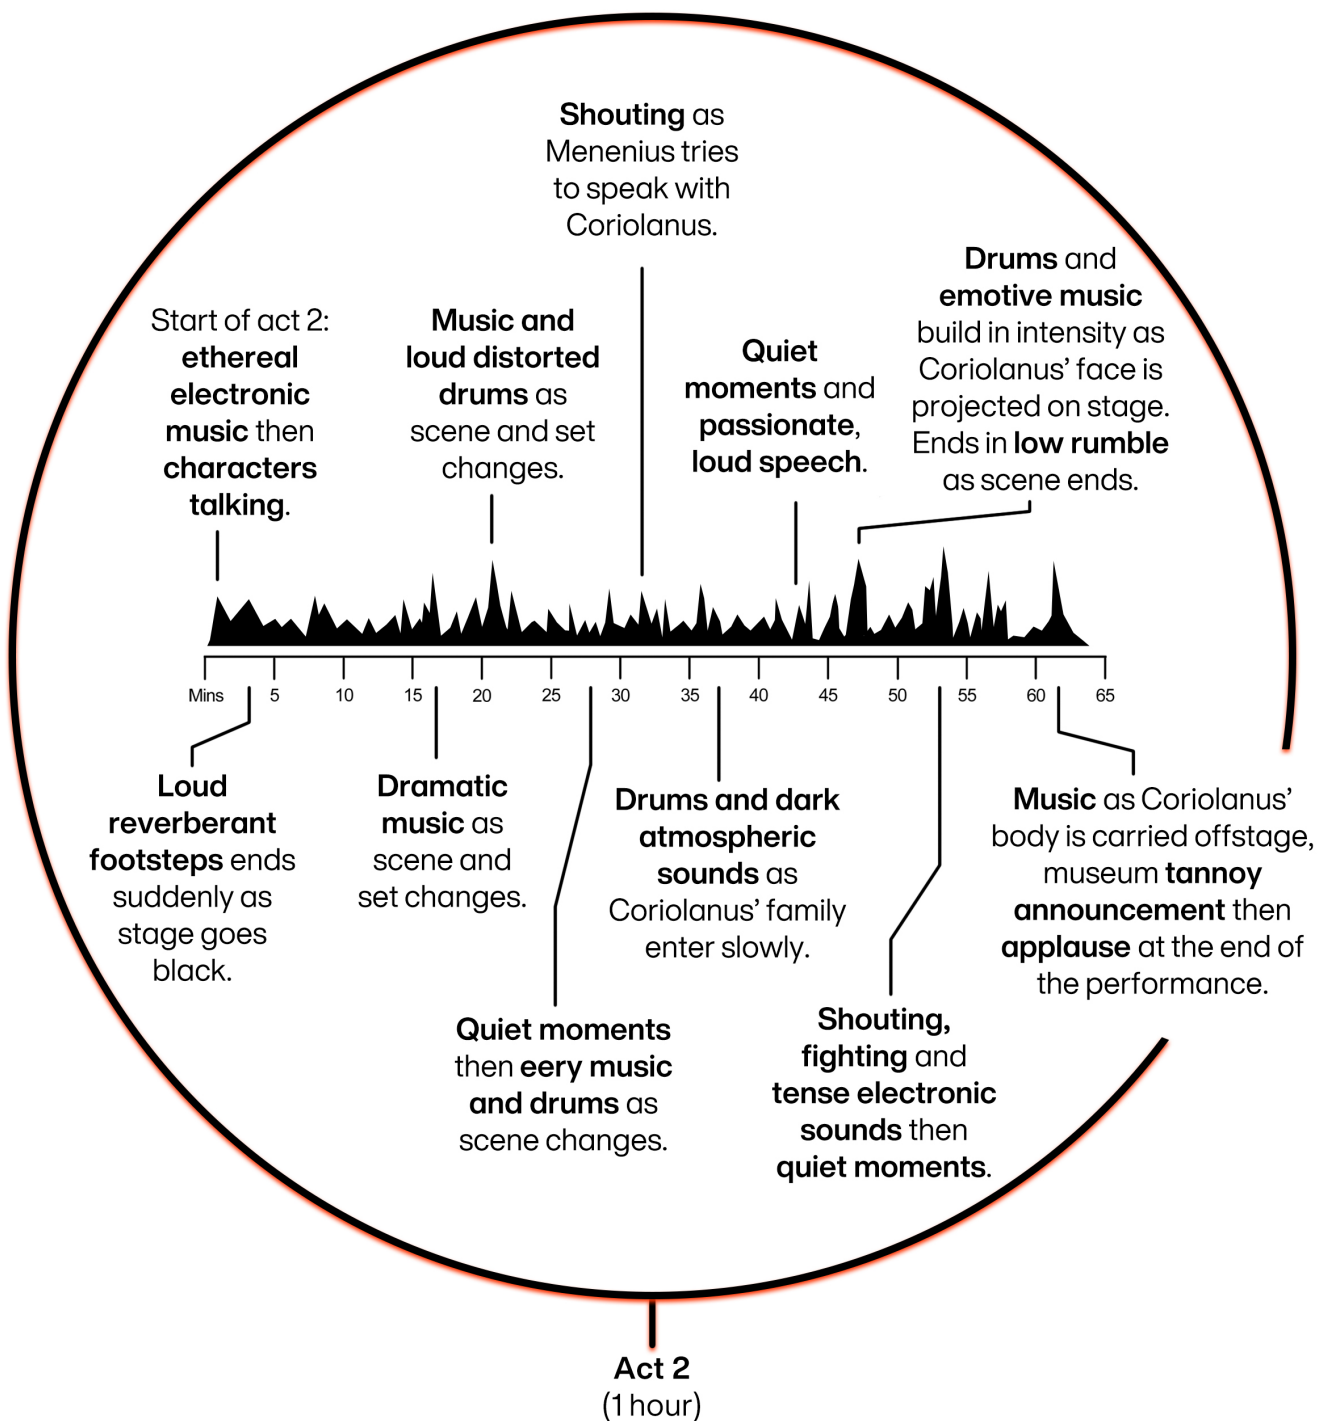 Shouting as
Menenius tries
to speak with
Coriolanus.
Drums and
emotive music
build in intensity as
Coriolanus’ face is
projected on stage.
Ends in low rumble
as scene ends.
Start of act 2:
ethereal
electronic
music then
characters
talking.
Music and
loud distorted
drums as
scene and set
changes.
Quiet
moments and
passionate,
loud speech.
Mins 5 10 15 20 25 30 35 40 45 50 55 60 65
Loud
reverberant
footsteps ends
suddenly as
stage goes
black.
Dramatic
music as
scene and
set changes.
Drums and dark
atmospheric
sounds as
Coriolanus’ family
enter slowly.
Music as Coriolanus’
body is carried offstage,
museum tannoy
announcement then
applause at the end of
the performance.
Quiet moments
then eery music
and drums as
scene changes.
Shouting,
fighting and
tense electronic
sounds then
quiet moments.
Act 2
(1 hour)